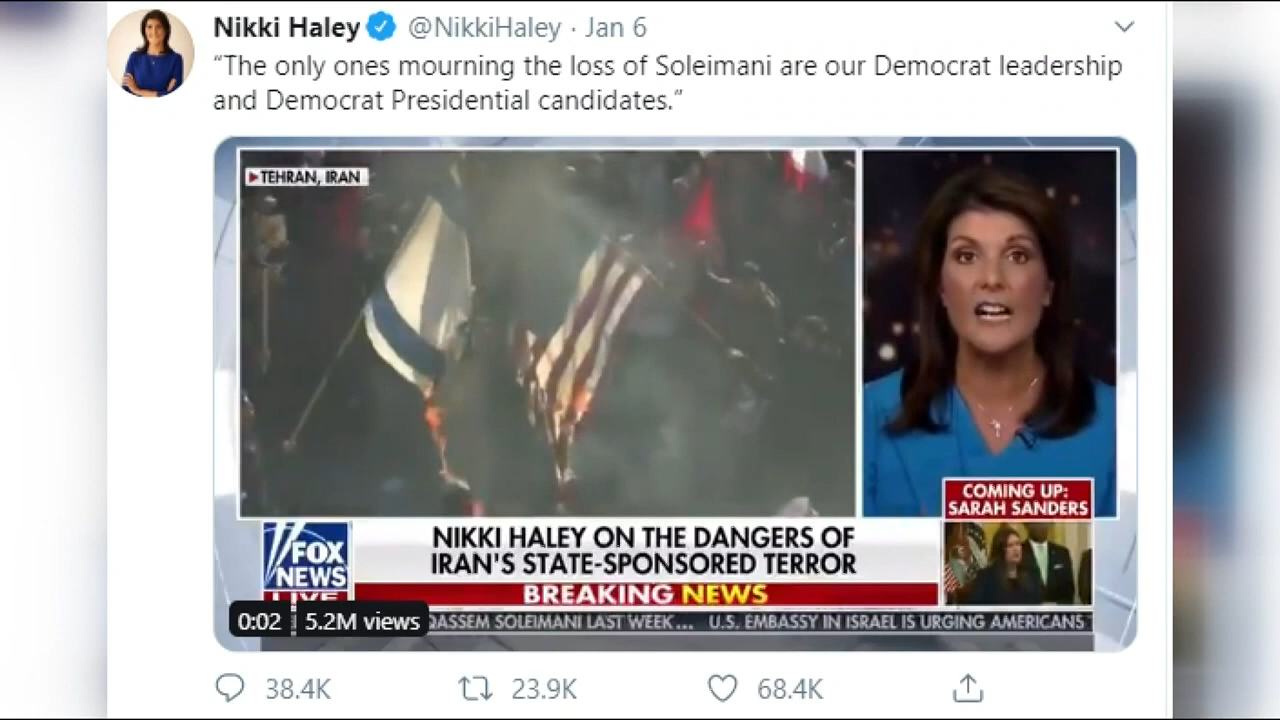 Nikki Haley @NikkiHaley · Jan 6
“The only ones mourning the loss of Soleimani are our Democrat leadership
and Democrat Presidential candidates.”
TEHRAN, IRAN
COMING UP:
SARAH SANDERS
FOX
NEWS
LIVE
NIKKI HALEY ON THE DANGERS OF
IRAN'S STATE-SPONSORED TERROR
BREAKING NEWS
0:02 5.2M views
QASSEM SOLEIMANI LAST WEEK... U.S. EMBASSY IN ISRAEL IS URGING AMERICANS
38.4K 23.9K 68.4K